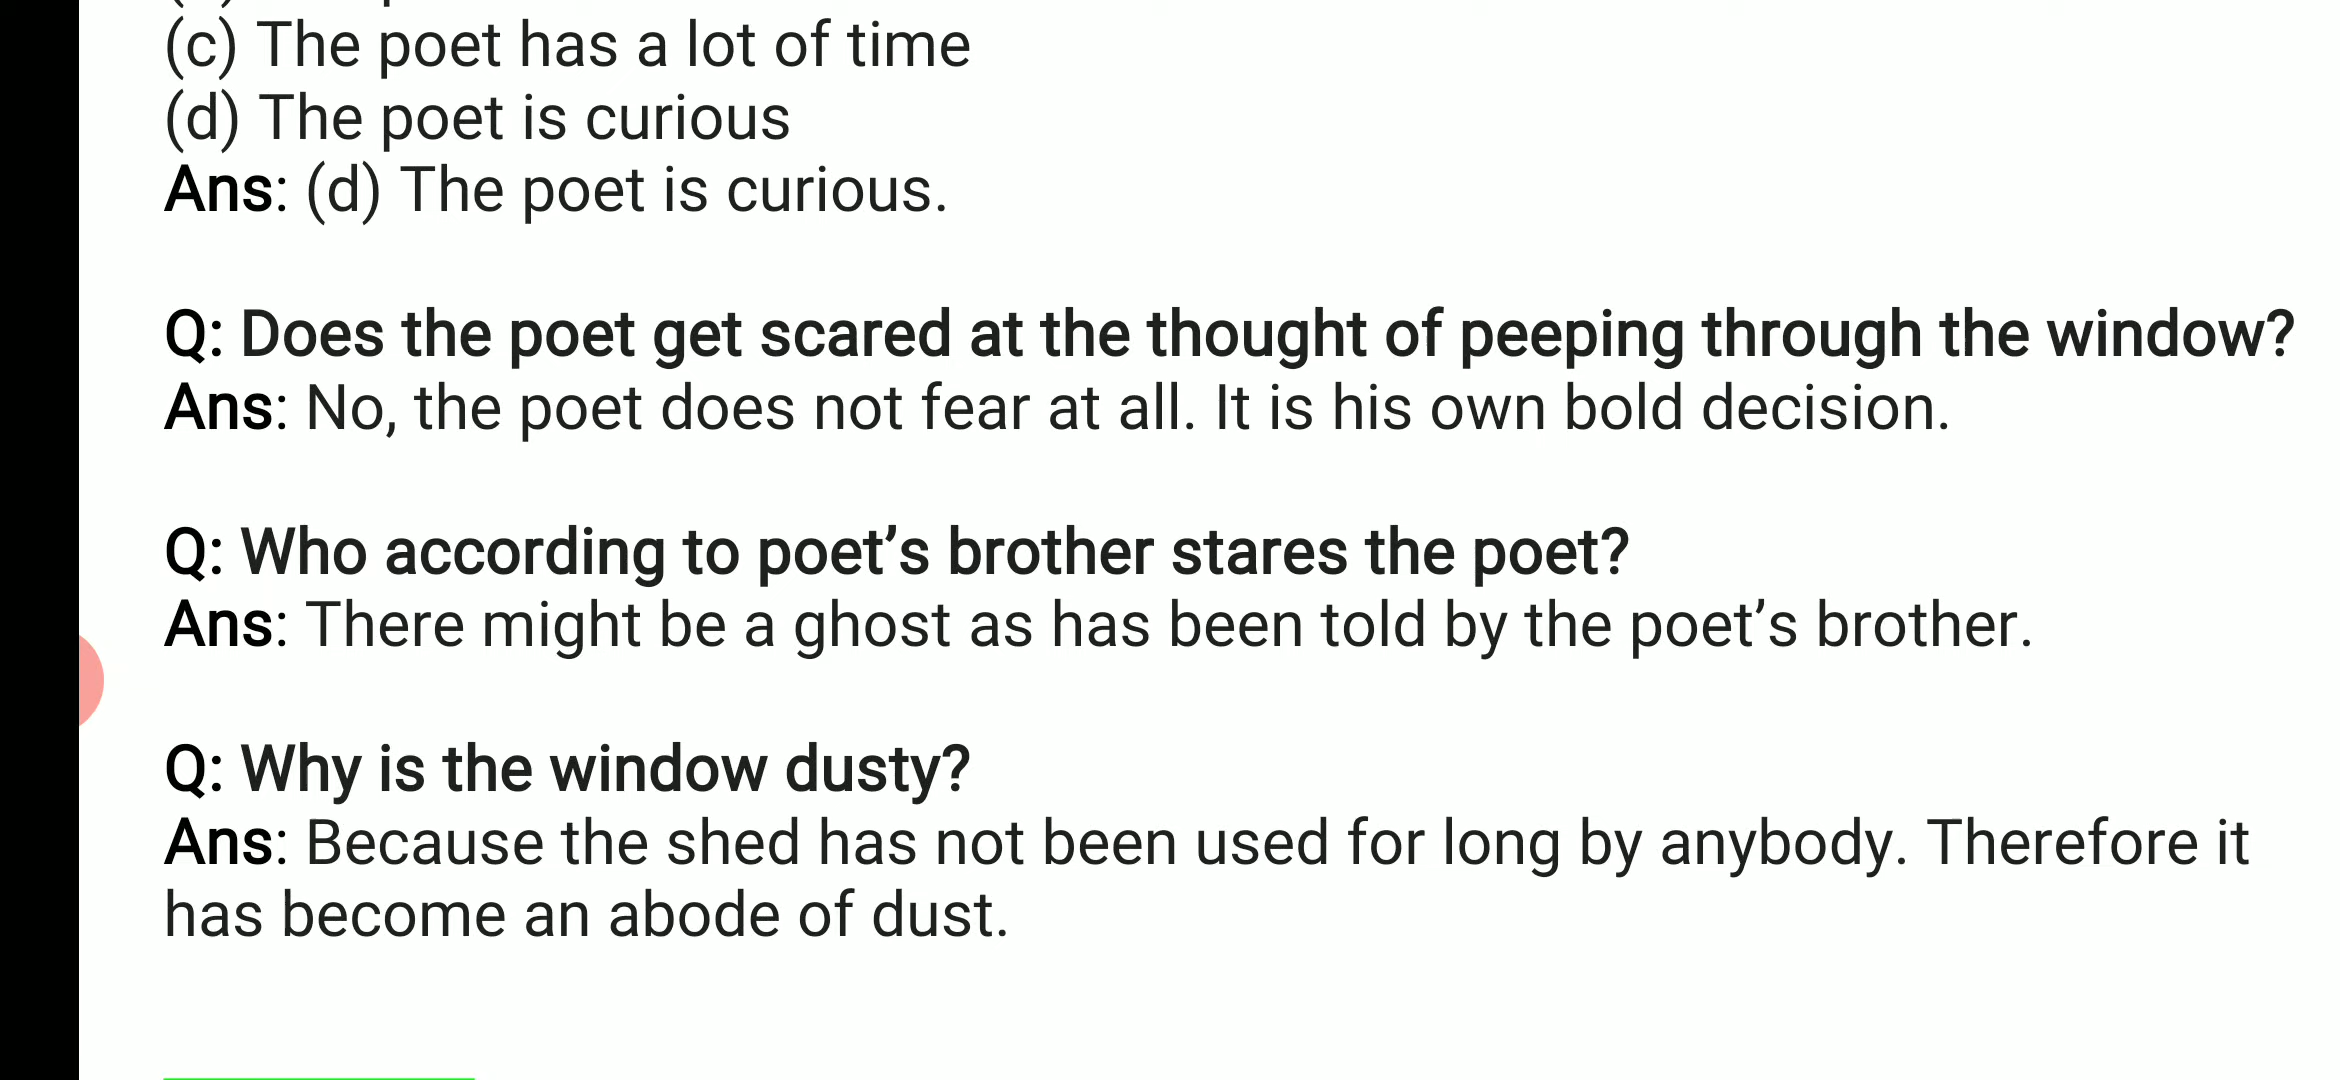 (c) The poet has a lot of time
(d) The poet is curious
Ans: (d) The poet is curious.
Q: Does the poet get scared at the thought of peeping through the window?
Ans: No, the poet does not fear at all. It is his own bold decision.
Q: Who according to poet’s brother stares the poet?
Ans: There might be a ghost as has been told by the poet’s brother.
Q: Why is the window dusty?
Ans: Because the shed has not been used for long by anybody. Therefore it
has become an abode of dust.